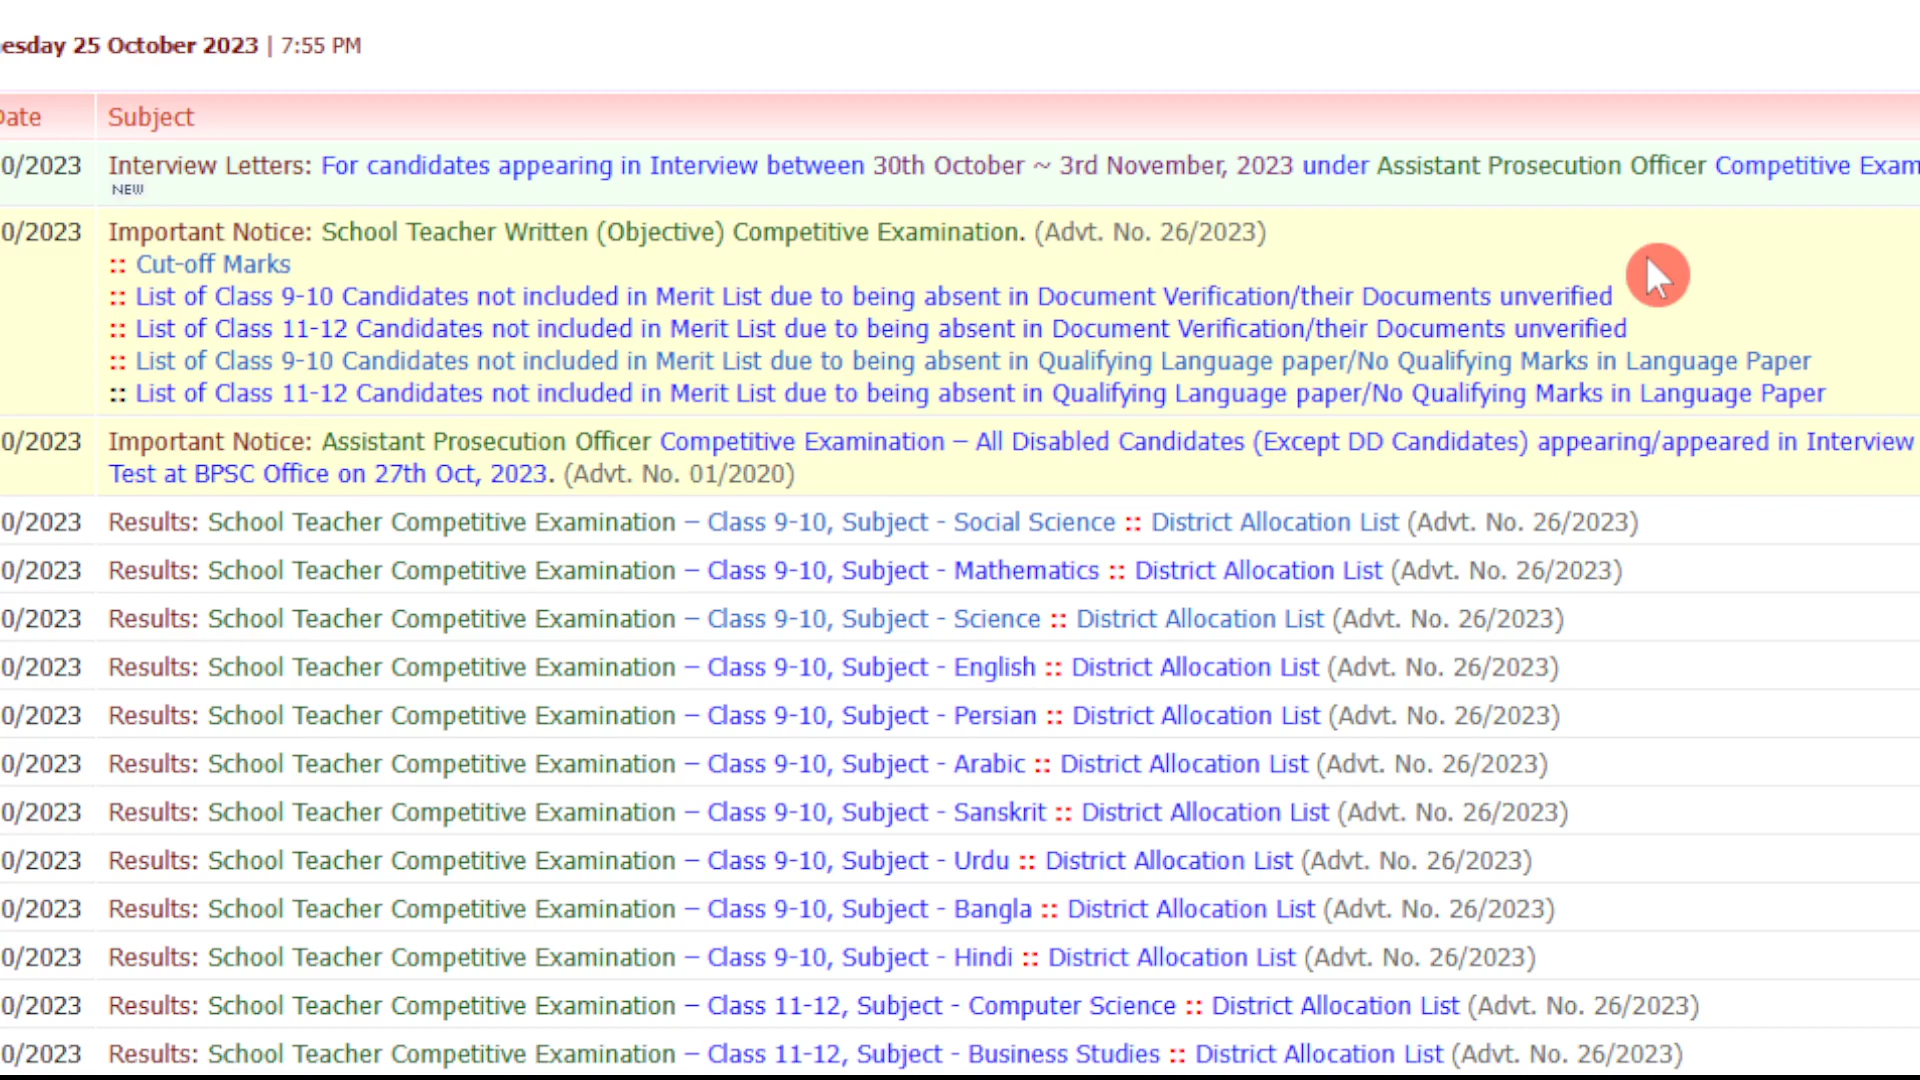 esday 25 October 2023 | 7:55 PM
Date Subject
0/2023 Interview Letters: For candidates appearing in Interview between 30th October ~ 3rd November, 2023 under Assistant Prosecution Officer Competitive Exam
NEW
0/2023 Important Notice: School Teacher Written (Objective) Competitive Examination. (Advt. No. 26/2023)
:: Cut-off Marks
:: List of Class 9-10 Candidates not included in Merit List due to being absent in Document Verification/their Documents unverified
:: List of Class 11-12 Candidates not included in Merit List due to being absent in Document Verification/their Documents unverified
:: List of Class 9-10 Candidates not included in Merit List due to being absent in Qualifying Language paper/No Qualifying Marks in Language Paper
:: List of Class 11-12 Candidates not included in Merit List due to being absent in Qualifying Language paper/No Qualifying Marks in Language Paper
0/2023 Important Notice: Assistant Prosecution Officer Competitive Examination – All Disabled Candidates (Except DD Candidates) appearing/appeared in Interview
Test at BPSC Office on 27th Oct, 2023. (Advt. No. 01/2020)
0/2023 Results: School Teacher Competitive Examination – Class 9-10, Subject - Social Science :: District Allocation List (Advt. No. 26/2023)
0/2023 Results: School Teacher Competitive Examination – Class 9-10, Subject - Mathematics :: District Allocation List (Advt. No. 26/2023)
0/2023 Results: School Teacher Competitive Examination – Class 9-10, Subject - Science :: District Allocation List (Advt. No. 26/2023)
0/2023 Results: School Teacher Competitive Examination – Class 9-10, Subject - English :: District Allocation List (Advt. No. 26/2023)
0/2023 Results: School Teacher Competitive Examination – Class 9-10, Subject - Persian :: District Allocation List (Advt. No. 26/2023)
0/2023 Results: School Teacher Competitive Examination – Class 9-10, Subject - Arabic :: District Allocation List (Advt. No. 26/2023)
0/2023 Results: School Teacher Competitive Examination – Class 9-10, Subject - Sanskrit :: District Allocation List (Advt. No. 26/2023)
0/2023 Results: School Teacher Competitive Examination – Class 9-10, Subject - Urdu :: District Allocation List (Advt. No. 26/2023)
0/2023 Results: School Teacher Competitive Examination – Class 9-10, Subject - Bangla :: District Allocation List (Advt. No. 26/2023)
0/2023 Results: School Teacher Competitive Examination – Class 9-10, Subject - Hindi :: District Allocation List (Advt. No. 26/2023)
0/2023 Results: School Teacher Competitive Examination – Class 11-12, Subject - Computer Science :: District Allocation List (Advt. No. 26/2023)
0/2023 Results: School Teacher Competitive Examination – Class 11-12, Subject - Business Studies :: District Allocation List (Advt. No. 26/2023)